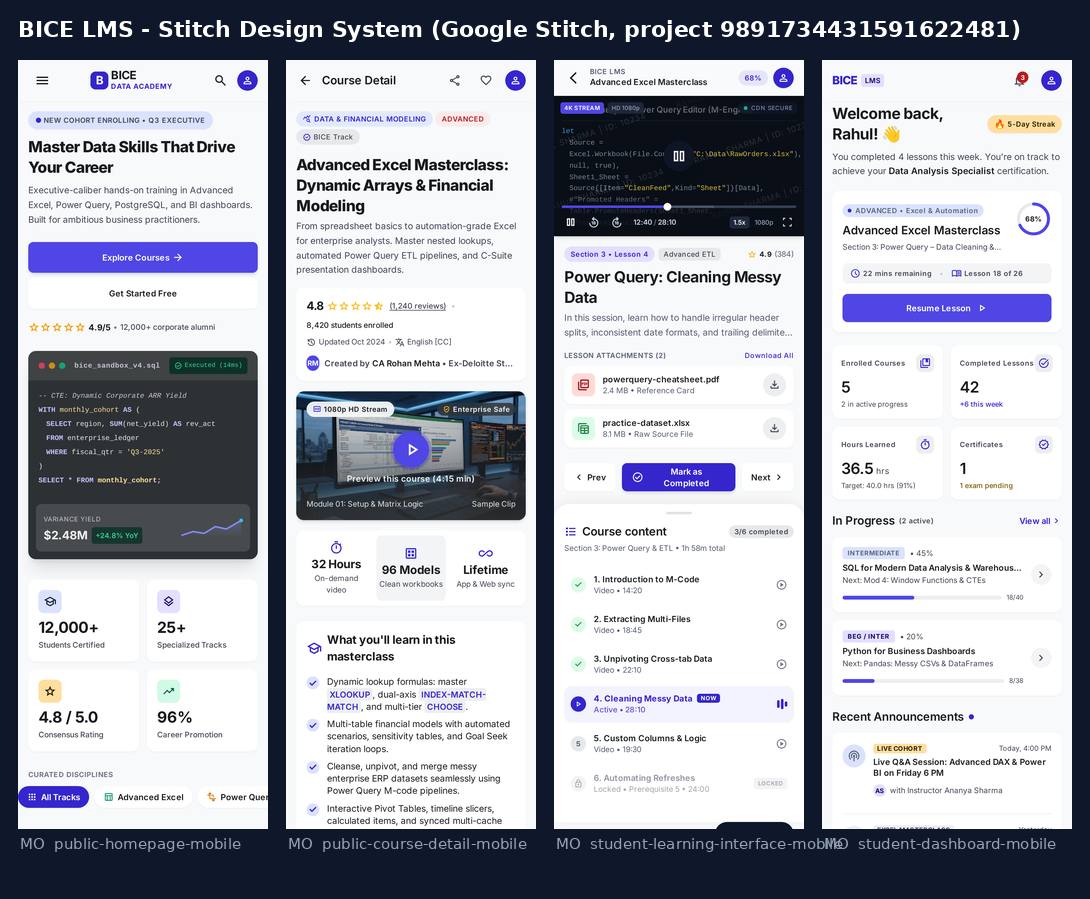 BICE LMS - Stitch Design System (Google Stitch, project 9891734431591622481)
BICE
DATA ACADEMY
NEW COHORT ENROLLING • Q3 EXECUTIVE
Master Data Skills That Drive
Your Career
Executive-caliber hands-on training in Advanced
Excel, Power Query, PostgreSQL, and BI dashboards.
Built for ambitious business practitioners.
Explore Courses
Get Started Free
4.9/5 • 12,000+ corporate alumni
bice_sandbox_v4.sql
Executed (14ms)
-- CTE: Dynamic Corporate ARR Yield
WITH monthly_cohort AS (
SELECT region, SUM(net_yield) AS rev_act
FROM enterprise_ledger
WHERE fiscal_qtr = 'Q3-2025'
)
SELECT * FROM monthly_cohort;
VARIANCE YIELD
$2.48M +24.8% YoY
12,000+
Students Certified
25+
Specialized Tracks
4.8 / 5.0
Consensus Rating
96%
Career Promotion
CURATED DISCIPLINES
All Tracks
Advanced Excel
Power Quer
MO public-homepage-mobile
Course Detail
DATA & FINANCIAL MODELING
ADVANCED
BICE Track
Advanced Excel Masterclass:
Dynamic Arrays & Financial
Modeling
From spreadsheet basics to automation-grade Excel
for enterprise analysts. Master nested lookups,
automated Power Query ETL pipelines, and C-Suite
presentation dashboards.
4.8 (1,240 reviews) •
8,420 students enrolled
Updated Oct 2024 • English [CC]
RM Created by CA Rohan Mehta • Ex-Deloitte St...
1080p HD Stream
Enterprise Safe
Preview this course (4:15 min)
Module 01: Setup & Matrix Logic
Sample Clip
32 Hours
On-demand
video
96 Models
Clean workbooks
Lifetime
App & Web sync
What you'll learn in this
masterclass
Dynamic lookup formulas: master
XLOOKUP , dual-axis INDEX-MATCH-
MATCH , and multi-tier CHOOSE .
Multi-table financial models with automated
scenarios, sensitivity tables, and Goal Seek
iteration loops.
Cleanse, unpivot, and merge messy
enterprise ERP datasets seamlessly using
Power Query M-code pipelines.
Interactive Pivot Tables, timeline slicers,
calculated items, and synced multi-cache
MO public-course-detail-mobile
BICE LMS
Advanced Excel Masterclass
68%
4K STREAM
HD 1080p
wer Query Editor (M-Eng
CDN SECURE
let
Source =
Excel.Workbook(File.Con "C:\Data\RawOrders.xlsx"),
null, true),
Sheet1_Sheet =
Source{[Item="CleanFeed",Kind="Sheet"]}[Data],
#"Promoted Headers" =
12:40 / 28:10
1.5x
1080p
Section 3 • Lesson 4
Advanced ETL
4.9 (384)
Power Query: Cleaning Messy
Data
In this session, learn how to handle irregular header
splits, inconsistent date formats, and trailing delimite...
LESSON ATTACHMENTS (2)
Download All
powerquery-cheatsheet.pdf
2.4 MB • Reference Card
practice-dataset.xlsx
8.1 MB • Raw Source File
Prev
Mark as
Completed
Next
Course content
3/6 completed
Section 3: Power Query & ETL • 1h 58m total
1. Introduction to M-Code
Video • 14:20
2. Extracting Multi-Files
Video • 18:45
3. Unpivoting Cross-tab Data
Video • 22:10
4. Cleaning Messy Data NOW
Active • 28:10
5
5. Custom Columns & Logic
Video • 19:30
6. Automating Refreshes
Locked • Prerequisite 5 • 24:00
LOCKED
MO student-learning-interface-mobile
BICE LMS
3
Welcome back,
Rahul! 👋
🔥 5-Day Streak
You completed 4 lessons this week. You're on track to
achieve your Data Analysis Specialist certification.
ADVANCED • Excel & Automation
Advanced Excel Masterclass
Section 3: Power Query – Data Cleaning &...
68%
22 mins remaining • Lesson 18 of 26
Resume Lesson
Enrolled Courses
5
2 in active progress
Completed Lessons
42
+6 this week
Hours Learned
36.5 hrs
Target: 40.0 hrs (91%)
Certificates
1
1 exam pending
In Progress (2 active)
View all
INTERMEDIATE • 45%
SQL for Modern Data Analysis & Warehous...
Next: Mod 4: Window Functions & CTEs
18/40
BEG / INTER • 20%
Python for Business Dashboards
Next: Pandas: Messy CSVs & DataFrames
8/38
Recent Announcements
LIVE COHORT
Today, 4:00 PM
Live Q&A Session: Advanced DAX & Power
BI on Friday 6 PM
AS with Instructor Ananya Sharma
MO student-dashboard-mobile